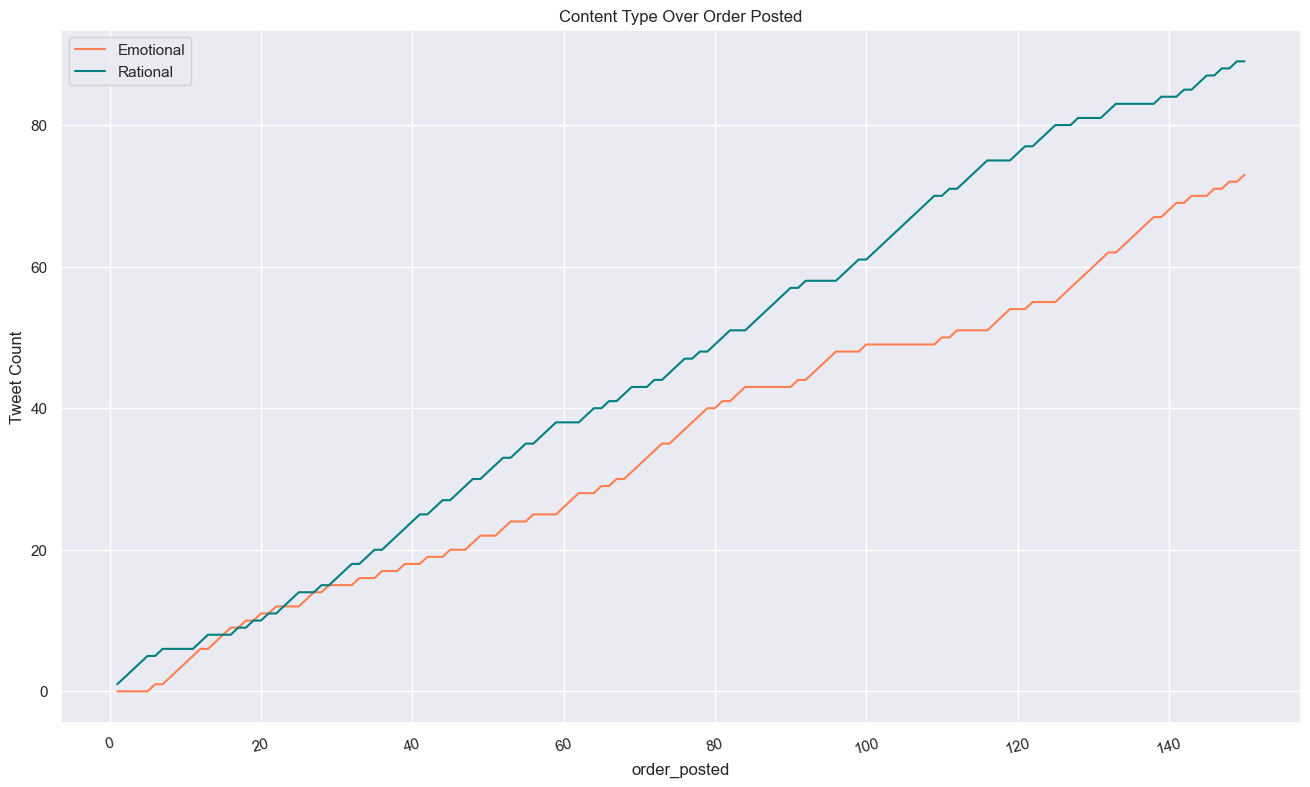 Content Type Over Order Posted
Emotional
Rational
Tweet Count
80
60
40
20
0
0 20 40 60 80 100 120 140
order_posted